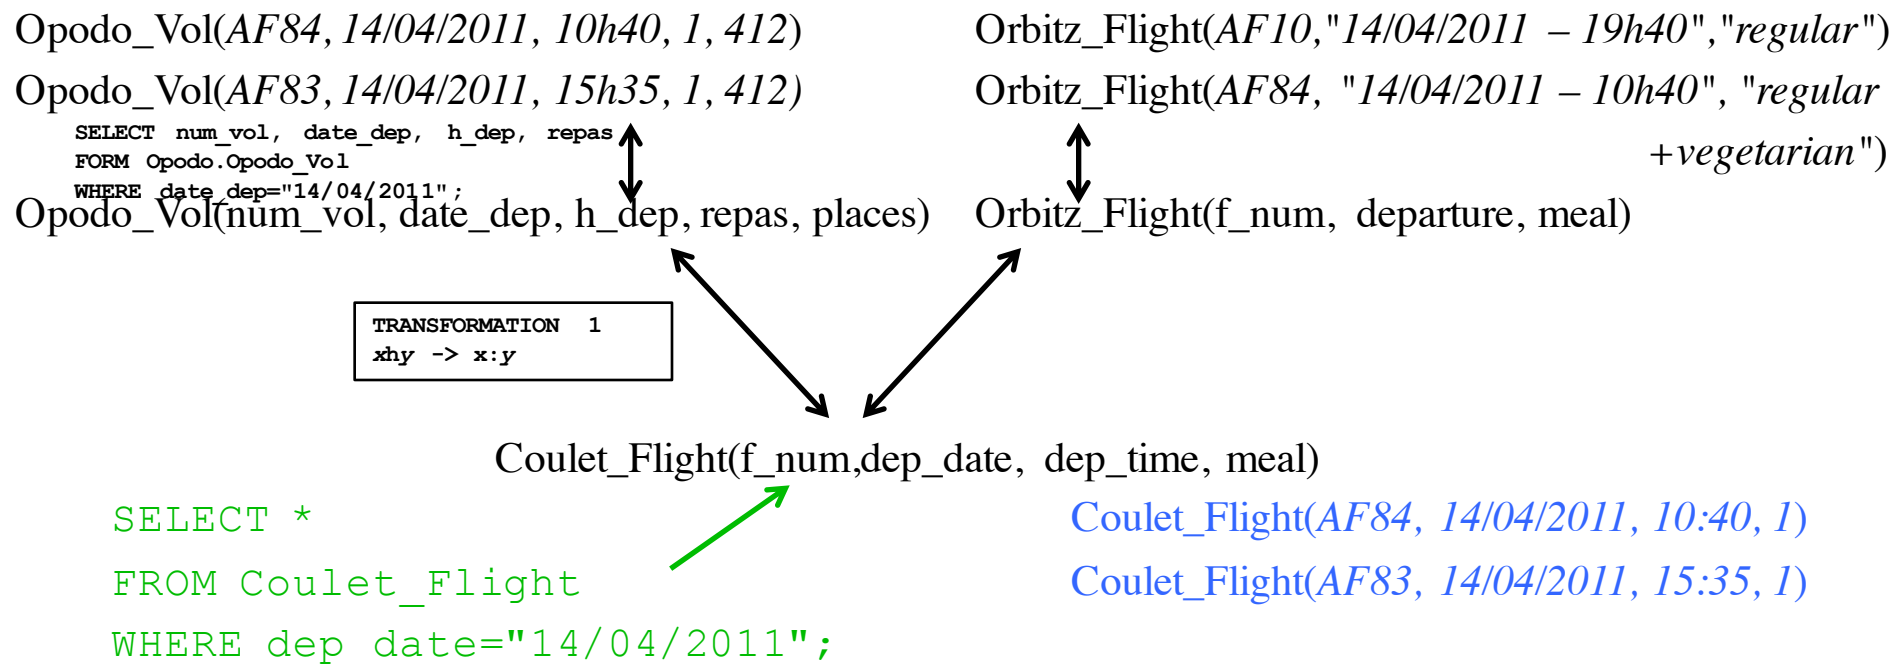 Opodo_Vol(AF84, 14/04/2011, 10h40, 1, 412)
Opodo_Vol(AF83, 14/04/2011, 15h35, 1, 412)
SELECT num_vol, date_dep, h_dep, repas
FORM Opodo.Opodo_Vol
WHERE date_dep="14/04/2011";
Opodo_Vol(num_vol, date_dep, h_dep, repas, places)
Orbitz_Flight(AF10,"14/04/2011 – 19h40","regular")
Orbitz_Flight(AF84, "14/04/2011 – 10h40", "regular
+vegetarian")
Orbitz_Flight(f_num, departure, meal)
TRANSFORMATION 1
xhy -> x:y
Coulet_Flight(f_num,dep_date, dep_time, meal)
SELECT *
FROM Coulet_Flight
WHERE dep date="14/04/2011";
Coulet_Flight(AF84, 14/04/2011, 10:40, 1)
Coulet_Flight(AF83, 14/04/2011, 15:35, 1)